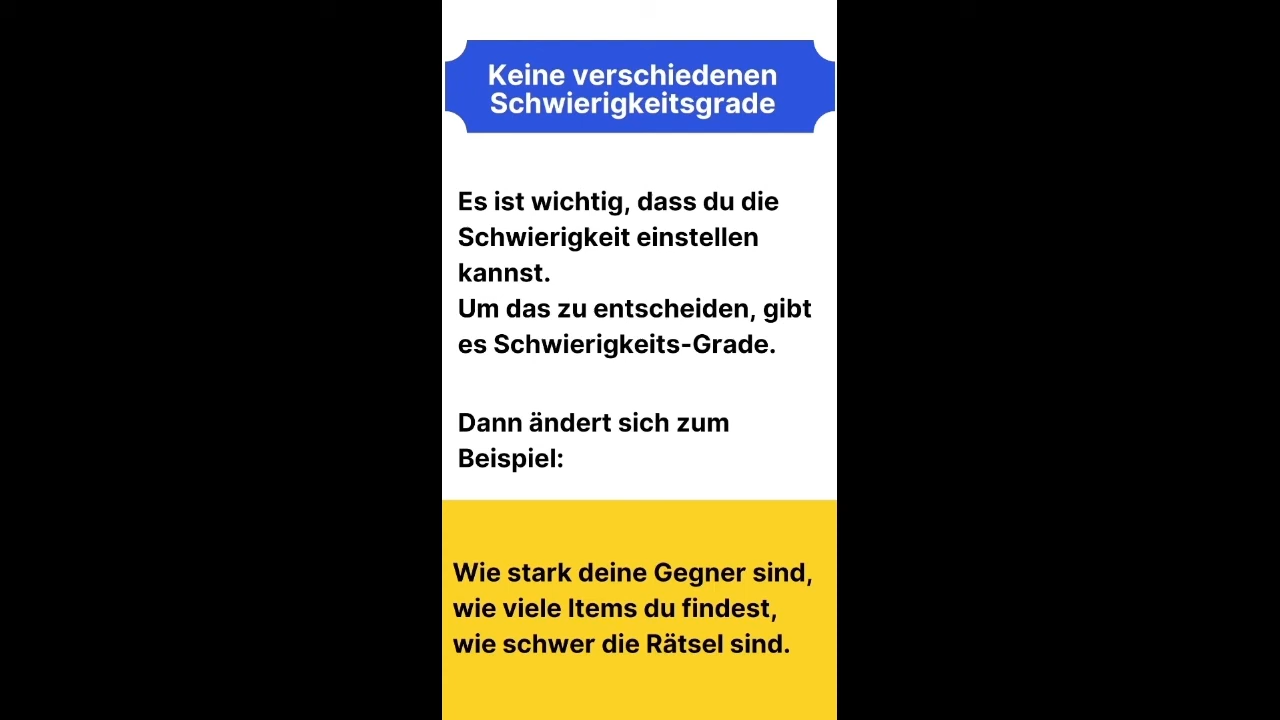 Keine verschiedenen
Schwierigkeitsgrade
Es ist wichtig, dass du die
Schwierigkeit einstellen
kannst.
Um das zu entscheiden, gibt
es Schwierigkeits-Grade.
Dann ändert sich zum
Beispiel:
Wie stark deine Gegner sind,
wie viele Items du findest,
wie schwer die Rätsel sind.